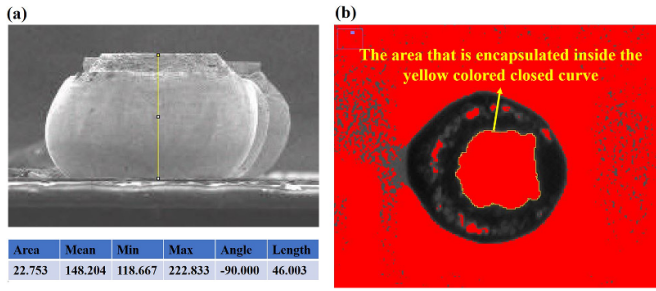 (a)
(b)
The area that is encapsulated inside the
yellow colored closed curve
Area Mean Min Max Angle Length
22.753 148.204 118.667 222.833 -90.000 46.003